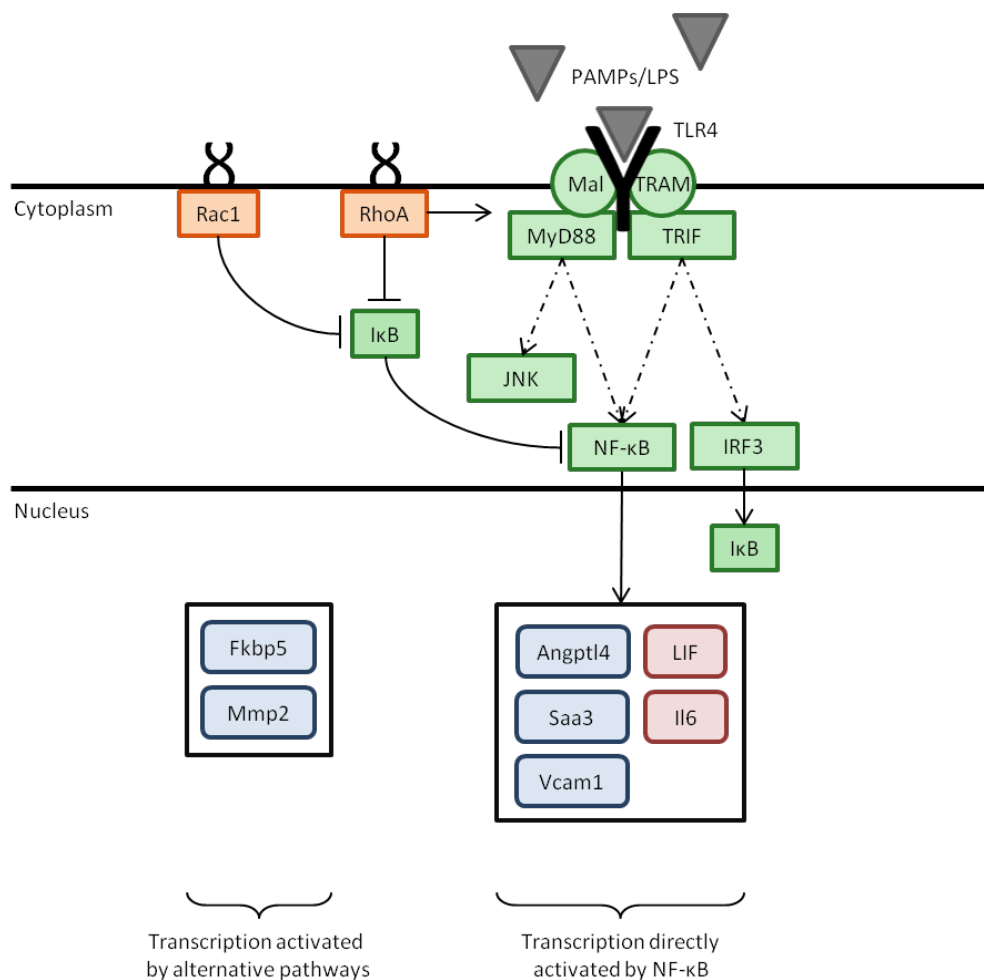 PAMPs/LPS
TLR4
Mal
TRAM
Cytoplasm
Rac1
RhoA
MyD88
TRIF
IκB
JNK
NF-κB
IRF3
Nucleus
IκB
Fkbp5
Mmp2
Angptl4
LIF
Saa3
Il6
Vcam1
Transcription activated
by alternative pathways
Transcription directly
activated by NF-κB